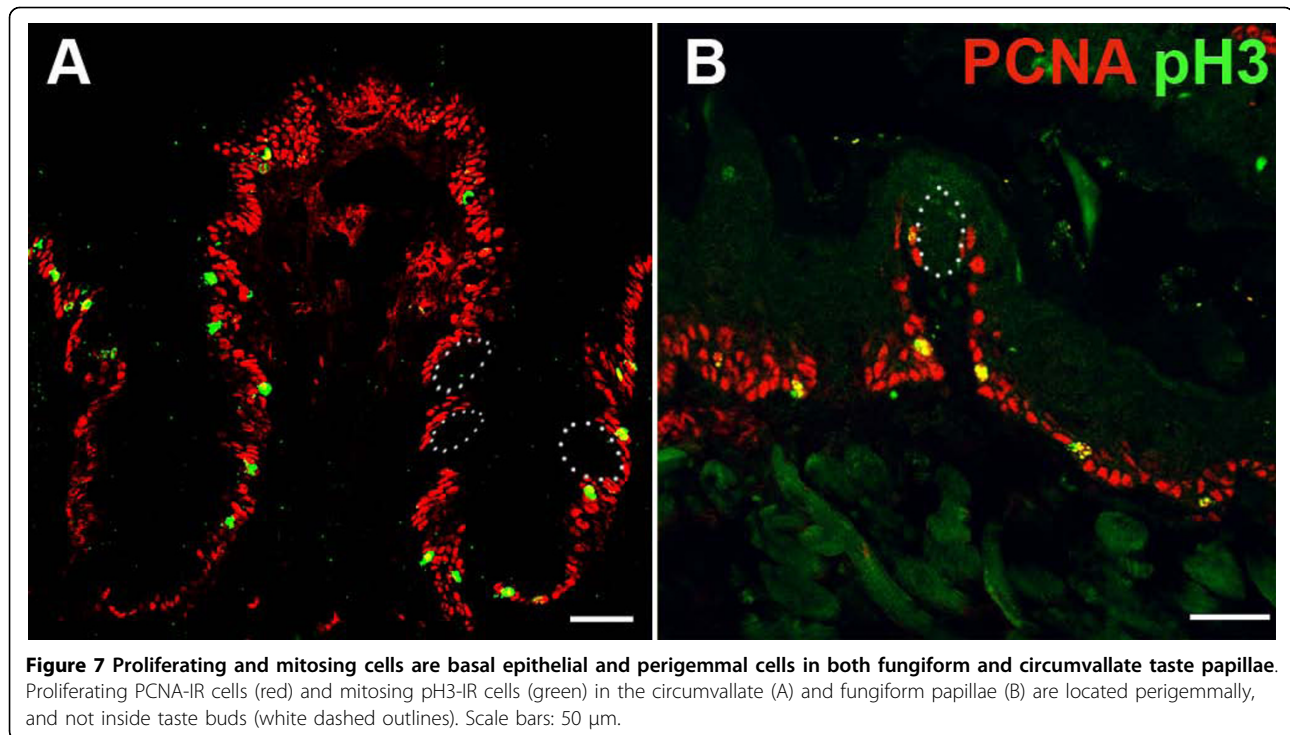 A
B PCNA pH3
Figure 7 Proliferating and mitosing cells are basal epithelial and perigemmal cells in both fungiform and circumvallate taste papillae.
Proliferating PCNA-IR cells (red) and mitosing pH3-IR cells (green) in the circumvallate (A) and fungiform papillae (B) are located perigemmally,
and not inside taste buds (white dashed outlines). Scale bars: 50 μm.